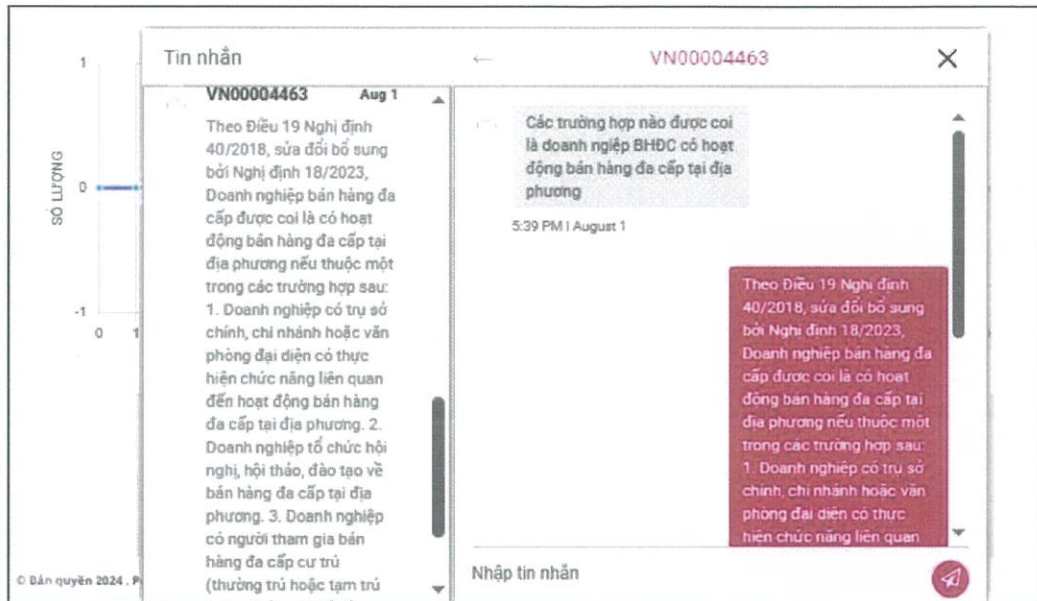 Tin nhắn
VN00004463
Aug 1
Theo Điều 19 Nghị định
40/2018, sửa đổi bổ sung
bởi Nghị định 18/2023,
Doanh nghiệp bán hàng đa
cấp được coi là có hoạt
động bán hàng đa cấp tại
địa phương nếu thuộc một
trong các trường hợp sau:
1. Doanh nghiệp có trụ sở
chính, chi nhánh hoặc văn
phòng đại diện có thực
hiện chức năng liên quan
đến hoạt động bán hàng
đa cấp tại địa phương. 2.
Doanh nghiệp tổ chức hội
nghị, hội thảo, đào tạo về
bán hàng đa cấp tại địa
phương. 3. Doanh nghiệp
có người tham gia bán
hàng đa cấp cư trú
(thường trú hoặc tạm trú
VN00004463
Các trường hợp nào được coi
là doanh ngiệp BHĐC có hoạt
động bán hàng đa cấp tại địa
phương
5:39 PM | August 1
Theo Điều 19 Nghị định
40/2018, sửa đổi bổ sung
bởi Nghị định 18/2023,
Doanh nghiệp bán hàng đa
cấp được coi là có hoạt
động bán hàng đa cấp tại
địa phương nếu thuộc một
trong các trường hợp sau:
1. Doanh nghiệp có trụ sở
chính, chi nhánh hoặc văn
phòng đại diện có thực
hiện chức năng liên quan
Nhập tin nhắn
SỐ LƯỢNG
1
0
-1
0 1
© Bản quyền 2024 . P